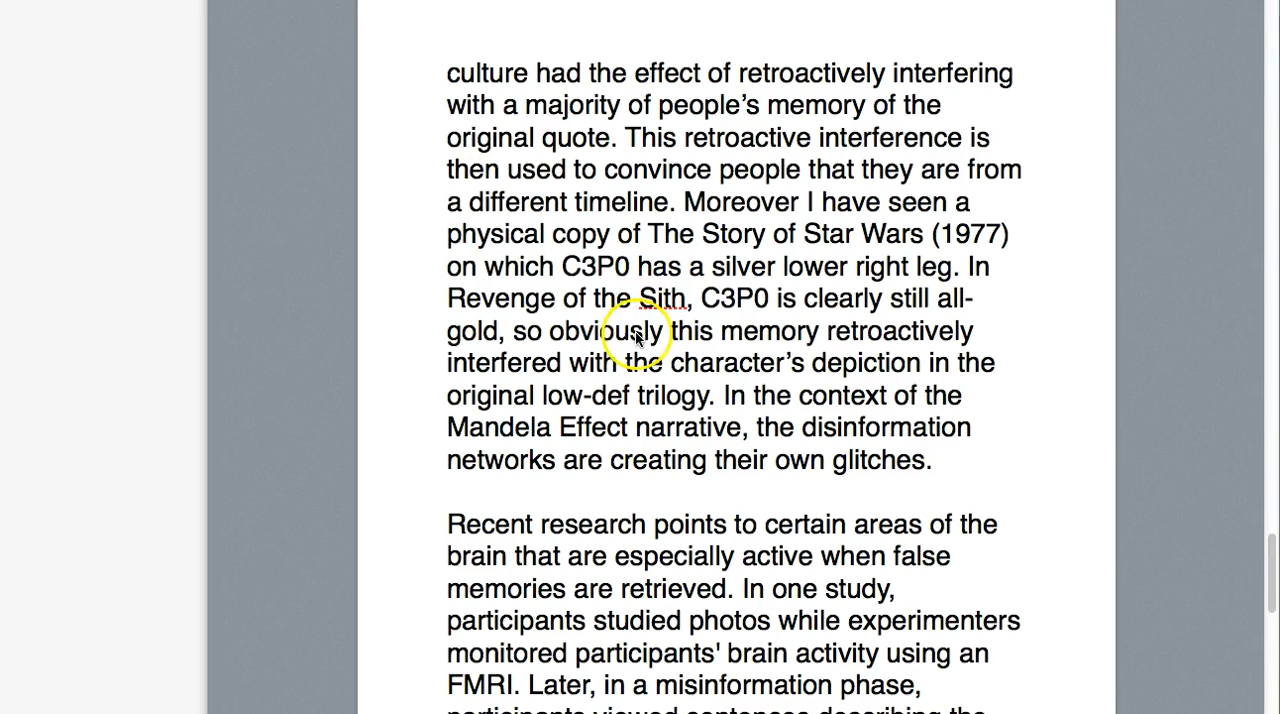 culture had the effect of retroactively interfering
with a majority of people’s memory of the
original quote. This retroactive interference is
then used to convince people that they are from
a different timeline. Moreover I have seen a
physical copy of The Story of Star Wars (1977)
on which C3P0 has a silver lower right leg. In
Revenge of the Sith, C3P0 is clearly still all-
gold, so obviously this memory retroactively
interfered with the character’s depiction in the
original low-def trilogy. In the context of the
Mandela Effect narrative, the disinformation
networks are creating their own glitches.
Recent research points to certain areas of the
brain that are especially active when false
memories are retrieved. In one study,
participants studied photos while experimenters
monitored participants' brain activity using an
FMRI. Later, in a misinformation phase,
participants viewed sentences describing the